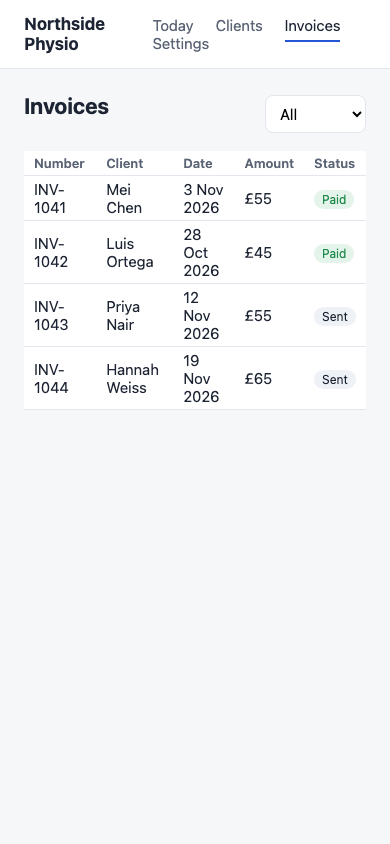 Northside
Physio
Today Clients Invoices
Settings
Invoices
All
Number Client Date Amount Status
INV-
1041
Mei
Chen
3 Nov
2026
£55
Paid
INV-
1042
Luis
Ortega
28
Oct
2026
£45
Paid
INV-
1043
Priya
Nair
12
Nov
2026
£55
Sent
INV-
1044
Hannah
Weiss
19
Nov
2026
£65
Sent